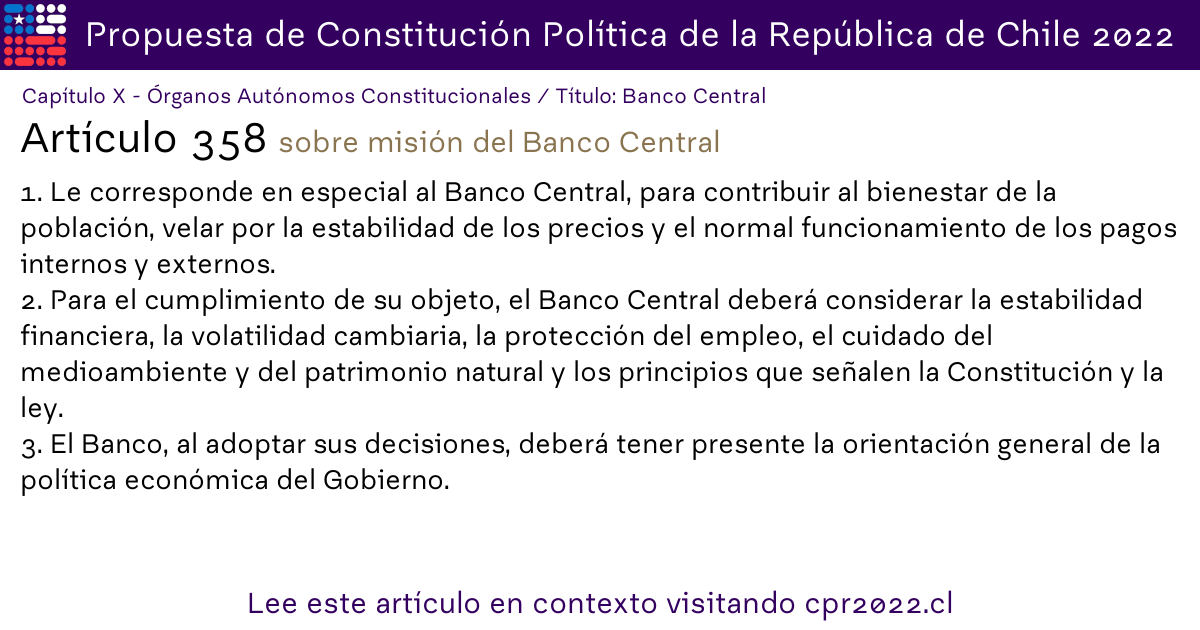 Propuesta de Constitución Política de la República de Chile 2022
Capítulo X - Órganos Autónomos Constitucionales / Título: Banco Central
Artículo 358 sobre misión del Banco Central
1. Le corresponde en especial al Banco Central, para contribuir al bienestar de la
población, velar por la estabilidad de los precios y el normal funcionamiento de los pagos
internos y externos.
2. Para el cumplimiento de su objeto, el Banco Central deberá considerar la estabilidad
financiera, la volatilidad cambiaria, la protección del empleo, el cuidado del
medioambiente y del patrimonio natural y los principios que señalen la Constitución y la
ley.
3. El Banco, al adoptar sus decisiones, deberá tener presente la orientación general de la
política económica del Gobierno.
Lee este artículo en contexto visitando cpr2022.cl